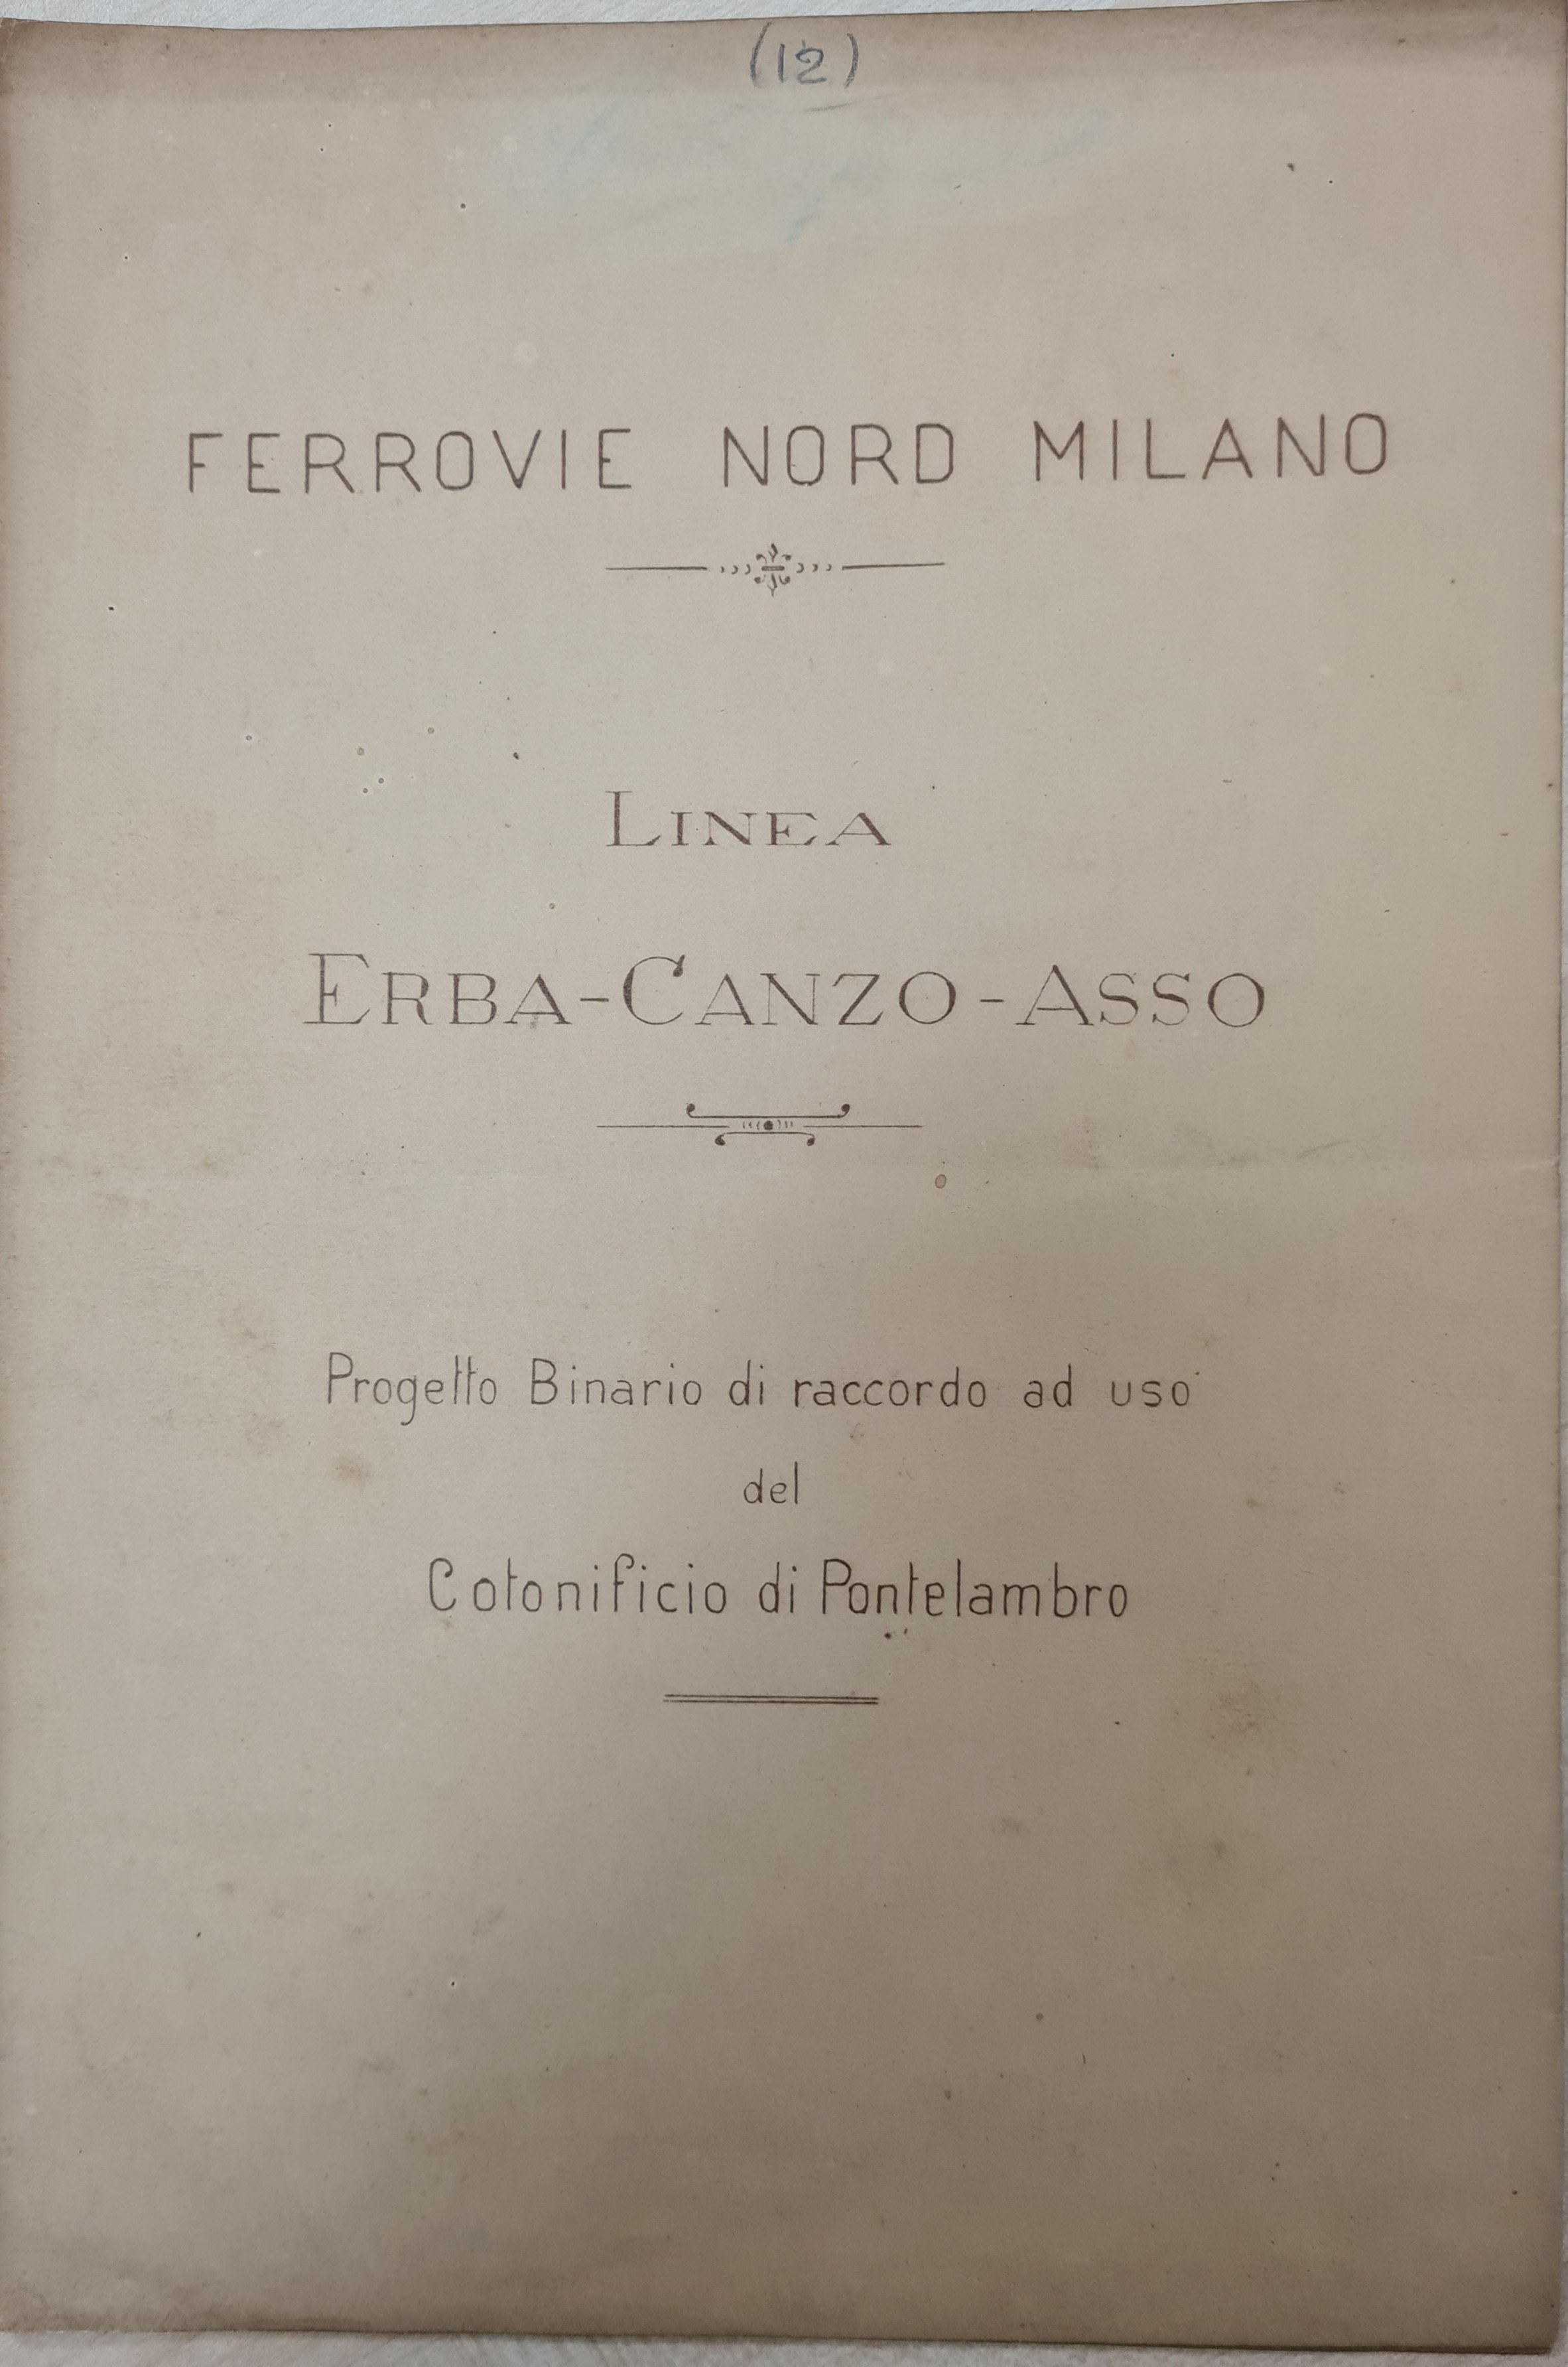 (12)
FERROVIE NORD MILANO
LINEA
ERBA-CANZO-ASSO
Progetto Binario di raccordo ad uso
del
Cotonificio di Pontelambro